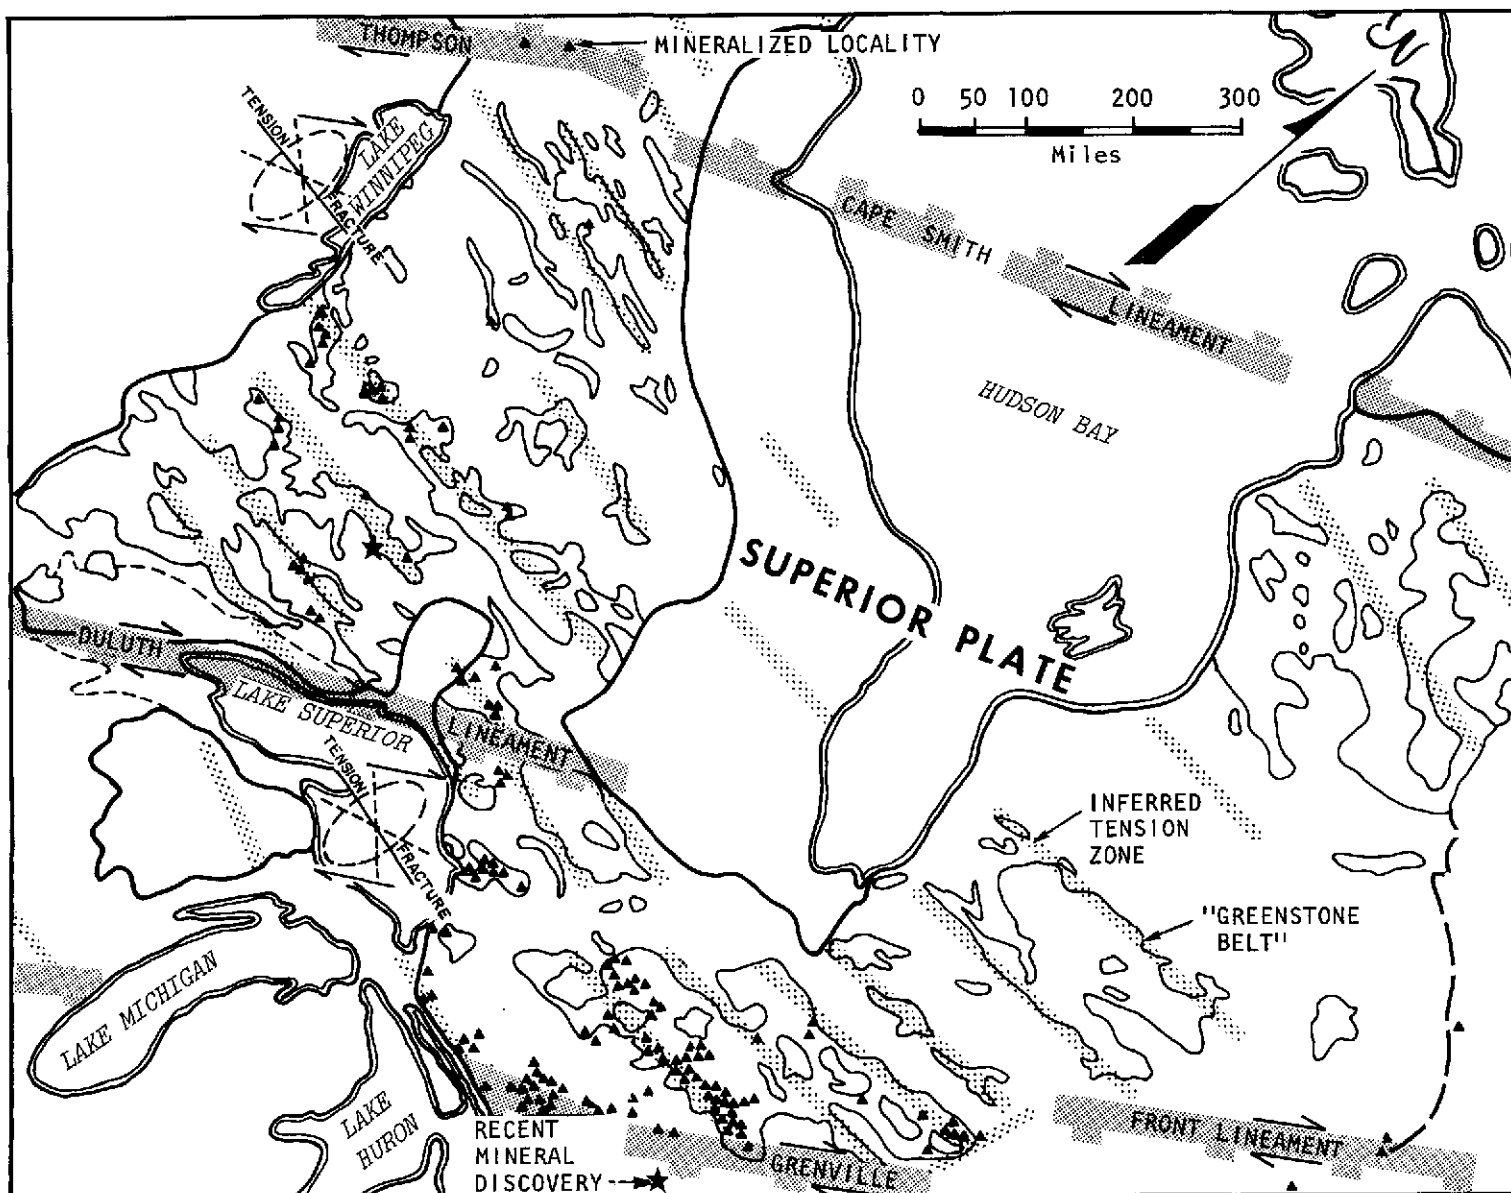 THOMPSON
MINERALIZED LOCALITY
0 50 100 200 300
Miles
TENSION
FRACTURE
LAKE
WINNIPEG
CAPE SMITH
LINEAMENT
HUDSON BAY
SUPERIOR PLATE
DULUTH
LINEAMENT
LAKE SUPERIOR
TENSION
FRACTURE
INFERRED
TENSION
ZONE
"GREENSTONE
BELT"
LAKE MICHIGAN
LAKE
HURON
RECENT
MINERAL
DISCOVERY
GRENVILLE
FRONT LINEAMENT